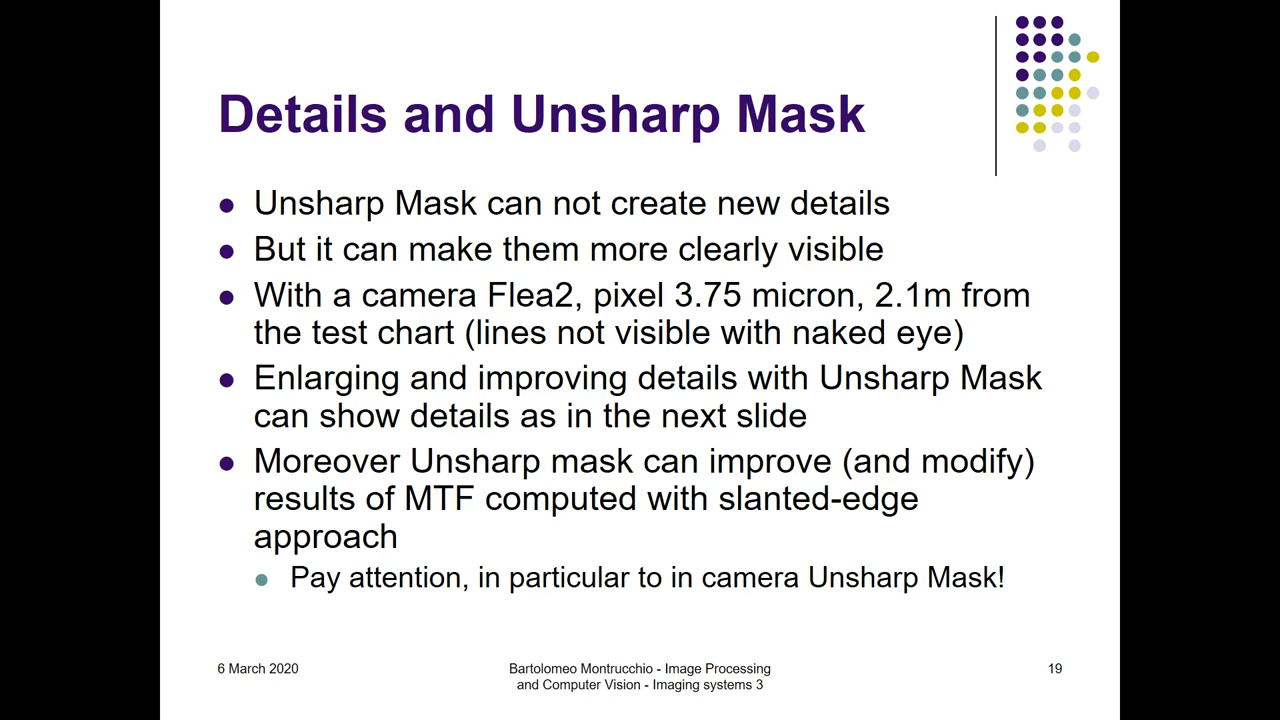 Details and Unsharp Mask
Unsharp Mask can not create new details
But it can make them more clearly visible
With a camera Flea2, pixel 3.75 micron, 2.1m from
the test chart (lines not visible with naked eye)
Enlarging and improving details with Unsharp Mask
can show details as in the next slide
Moreover Unsharp mask can improve (and modify)
results of MTF computed with slanted-edge
approach
Pay attention, in particular to in camera Unsharp Mask!
6 March 2020
Bartolomeo Montrucchio - Image Processing
and Computer Vision - Imaging systems 3
19